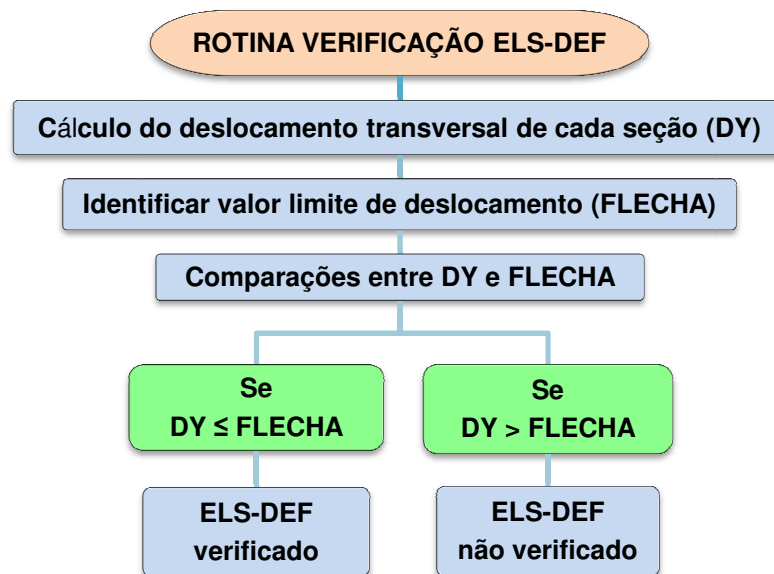 ROTINA VERIFICAÇÃO ELS-DEF
Cálculo do deslocamento transversal de cada seção (DY)
Identificar valor limite de deslocamento (FLECHA)
Comparações entre DY e FLECHA
Se
DY ≤ FLECHA
Se
DY > FLECHA
ELS-DEF
verificado
ELS-DEF
não verificado